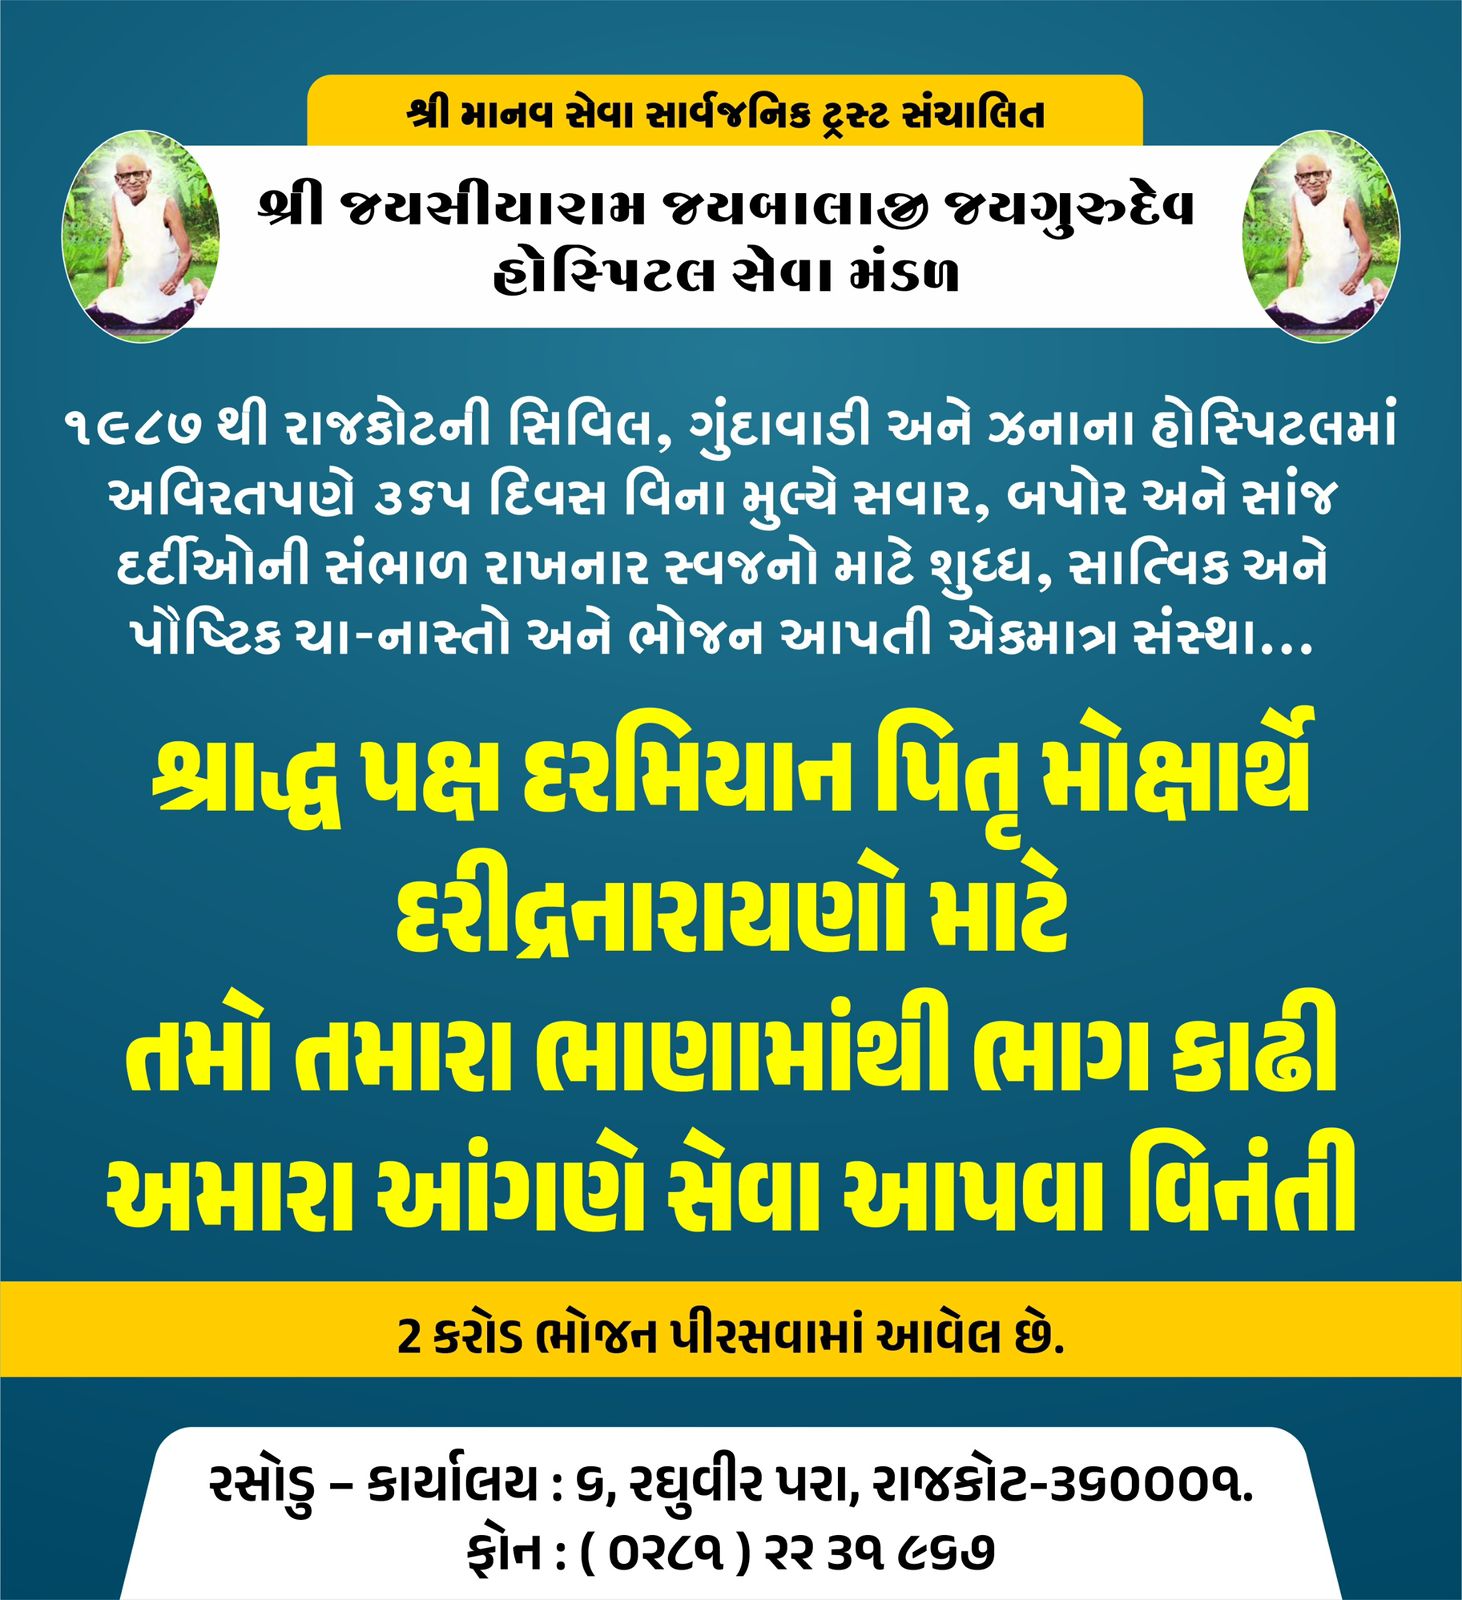 શ્રી માનવ સેવા સાર્વજનિક ટ્રસ્ટ સંચાલિત
શ્રી જયસીયારામ જયબાલાજી જયગુરુદેવ
હોસ્પિટલ સેવા મંડળ
૧૯૮૭ થી રાજકોટની સિવિલ, ગુંદાવાડી અને ઝનાના હોસ્પિટલમાં
અવિરતપણે ૩૬૫ દિવસ વિના મુલ્યે સવાર, બપોર અને સાંજ
દર્દીઓની સંભાળ રાખનાર સ્વજનો માટે શુધ્ધ, સાત્વિક અને
પૌષ્ટિક ચા-નાસ્તો અને ભોજન આપતી એકમાત્ર સંસ્થા...
શ્રાદ્ધ પક્ષ દરમિયાન પિતૃ મોક્ષાર્થે
દરીદ્રનારાયણો માટે
તમો તમારા ભાણામાંથી ભાગ કાઢી
અમારા આંગણે સેવા આપવા વિનંતી
2 કરોડ ભોજન પીરસવામાં આવેલ છે.
રસોડુ – કાર્યાલય : ૬, રઘુવીર પરા, રાજકોટ-૩૬૦૦૦૧.
ફોન : ( ૦૨૮૧ ) ૨૨ ૩૧ ૯૬૭